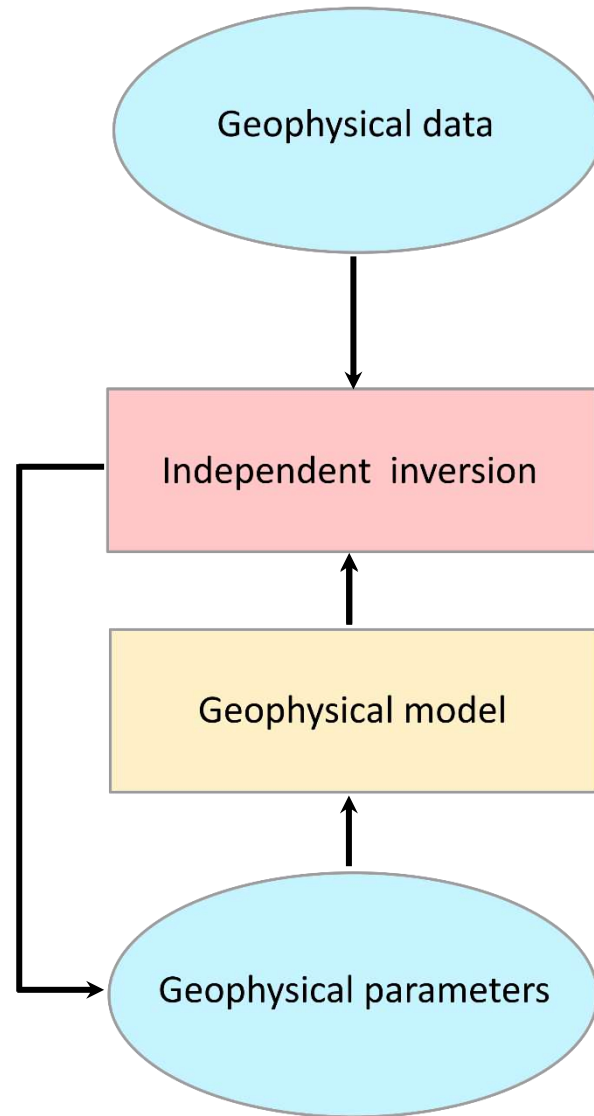 Geophysical data
Independent inversion
Geophysical model
Geophysical parameters